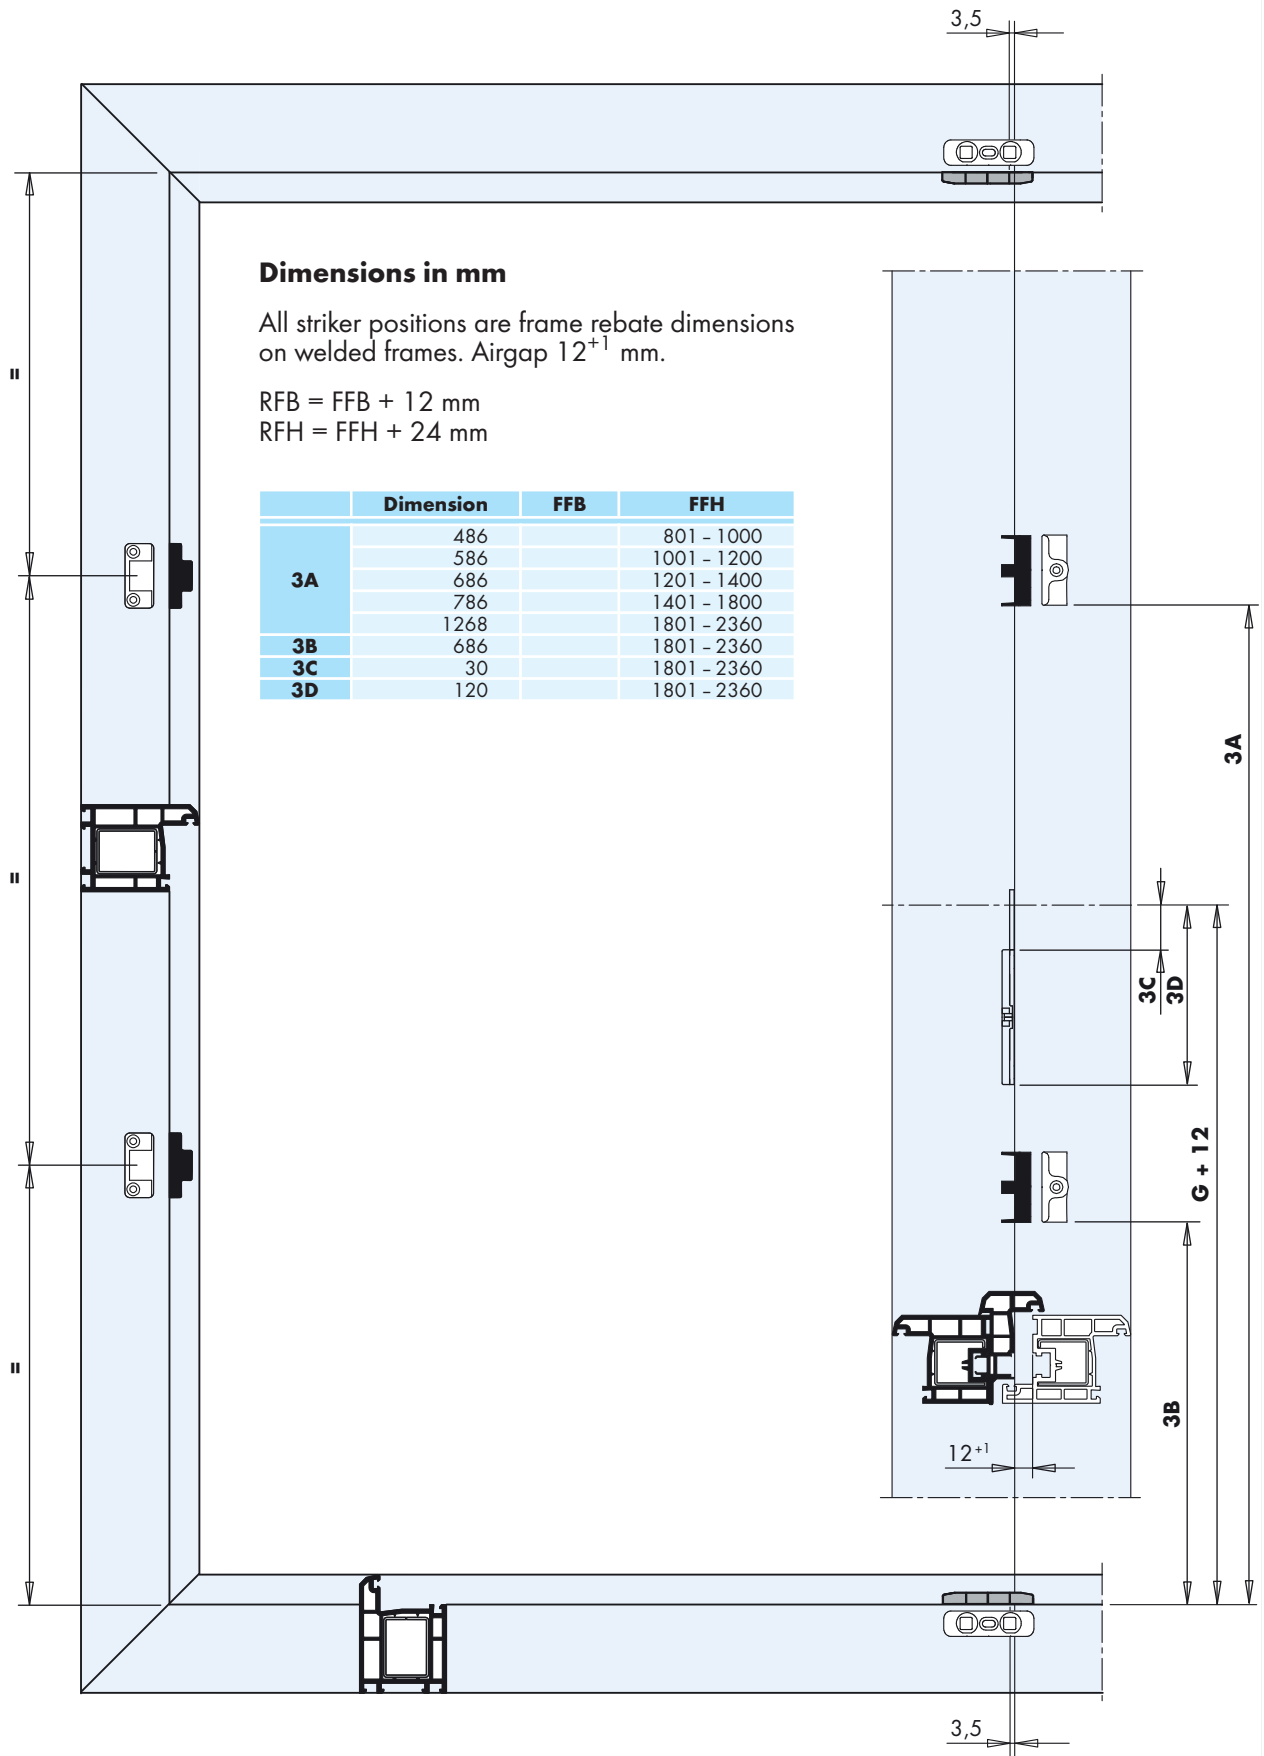 3,5
Dimensions in mm
All striker positions are frame rebate dimensions
on welded frames. Airgap 12+1 mm.
RFB = FFB + 12 mm
RFH = FFH + 24 mm
Dimension FFB FFH
3A
486 801 – 1000
586 1001 – 1200
686 1201 – 1400
786 1401 – 1800
1268 1801 – 2360
3B 686 1801 – 2360
3C 30 1801 – 2360
3D 120 1801 – 2360
=
=
=
3A
3C
3D
G + 12
3B
12+1
3,5